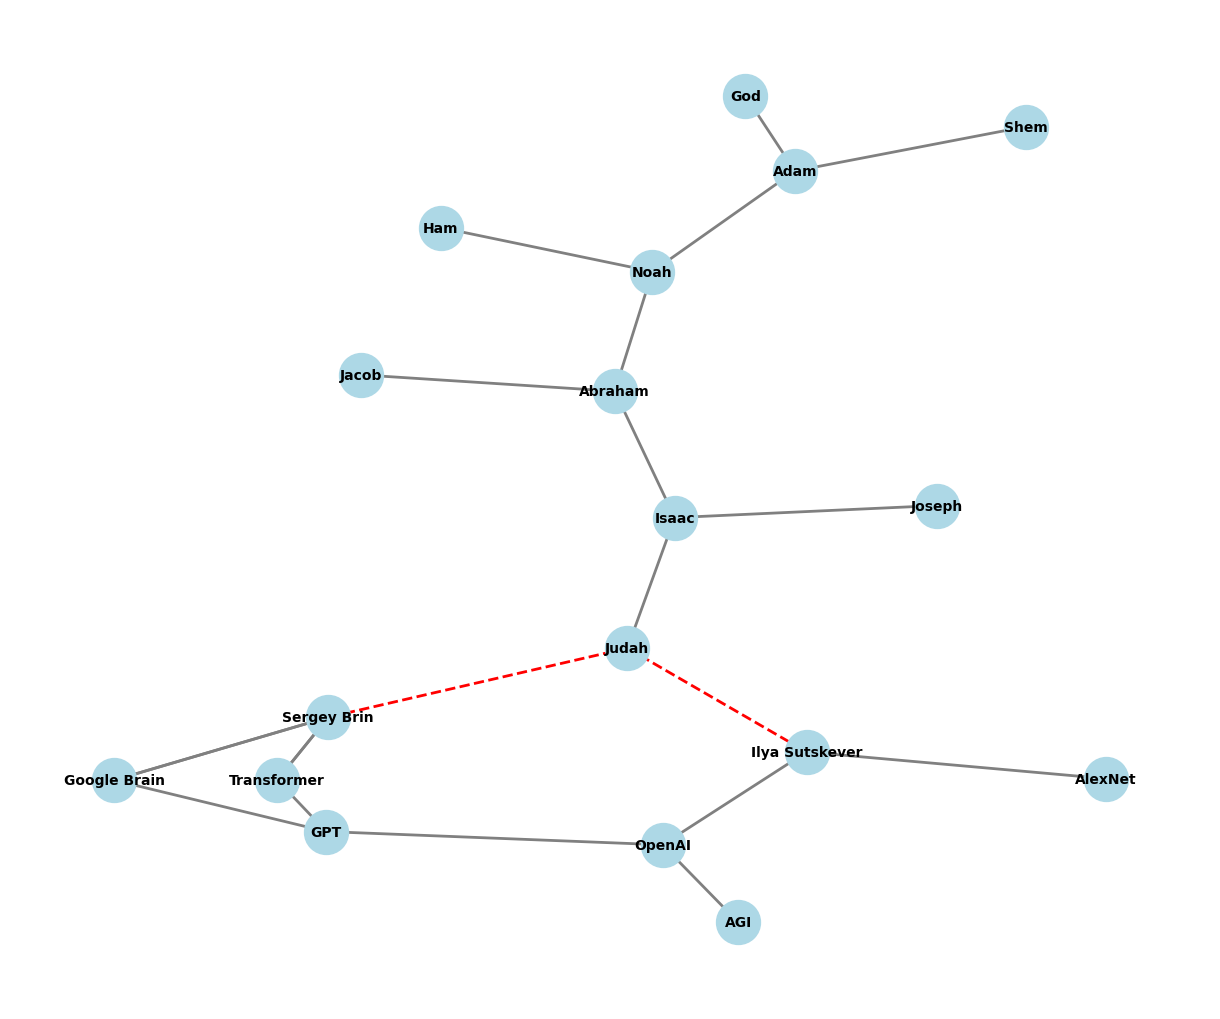 God
Shem
Adam
Ham
Noah
Jacob
Abraham
Joseph
Isaac
Judah
Sergey Brin
Ilya Sutskever
Google Brain
Transformer
AlexNet
GPT
OpenAI
AGI